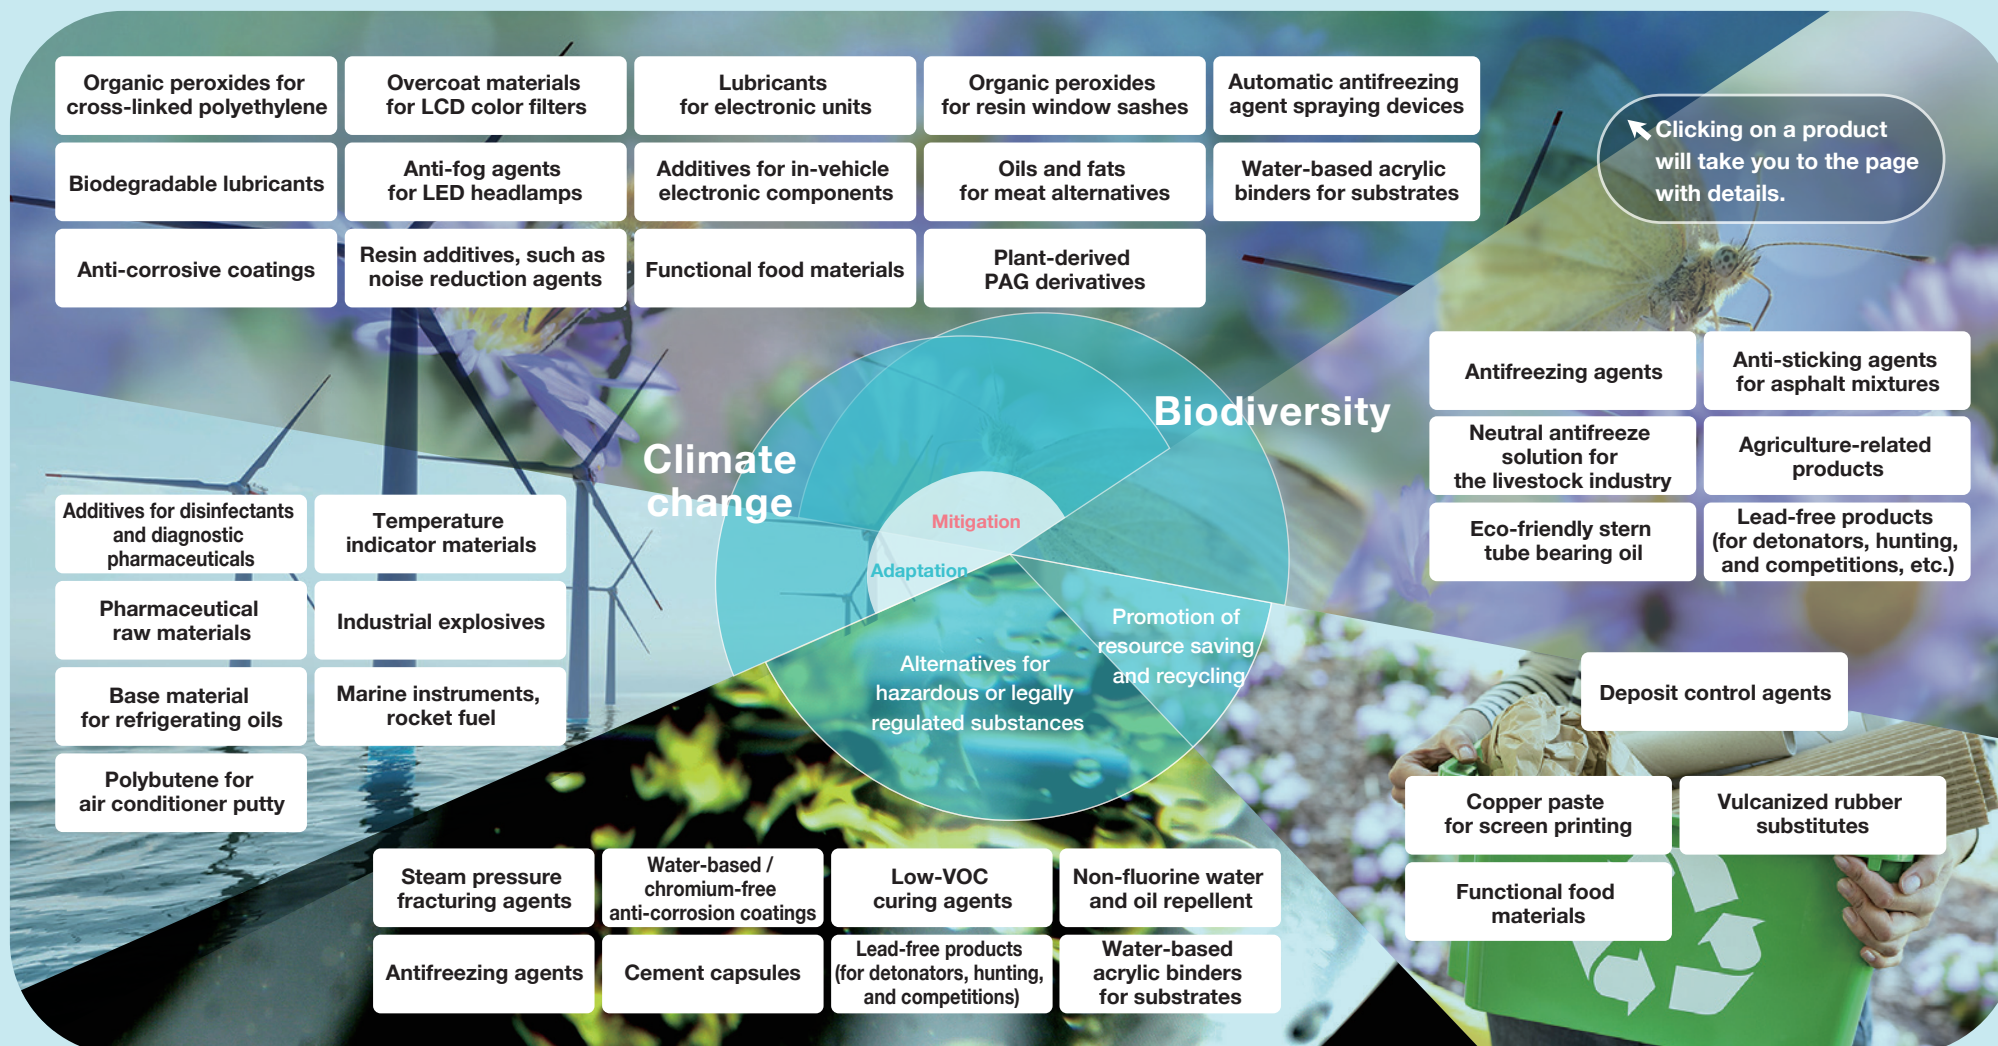 Organic peroxides for
cross-linked polyethylene
Overcoat materials
for LCD color filters
Lubricants
for electronic units
Organic peroxides
for resin window sashes
Automatic antifreezing
agent spraying devices
Biodegradable lubricants
Anti-fog agents
for LED headlamps
Additives for in-vehicle
electronic components
Oils and fats
for meat alternatives
Water-based acrylic
binders for substrates
Anti-corrosive coatings
Resin additives, such as
noise reduction agents
Functional food materials
Plant-derived
PAG derivatives
Clicking on a product
will take you to the page
with details.
Climate
change
Biodiversity
Mitigation
Adaptation
Alternatives for
hazardous or legally
regulated substances
Promotion of
resource saving
and recycling
Antifreezing agents
Anti-sticking agents
for asphalt mixtures
Neutral antifreeze
solution for
the livestock industry
Agriculture-related
products
Eco-friendly stern
tube bearing oil
Lead-free products
(for detonators, hunting,
and competitions, etc.)
Additives for disinfectants
and diagnostic
pharmaceuticals
Temperature
indicator materials
Pharmaceutical
raw materials
Industrial explosives
Base material
for refrigerating oils
Marine instruments,
rocket fuel
Polybutene for
air conditioner putty
Deposit control agents
Copper paste
for screen printing
Vulcanized rubber
substitutes
Functional food
materials
Steam pressure
fracturing agents
Water-based /
chromium-free
anti-corrosion coatings
Low-VOC
curing agents
Non-fluorine water
and oil repellent
Antifreezing agents
Cement capsules
Lead-free products
(for detonators, hunting,
and competitions)
Water-based
acrylic binders
for substrates